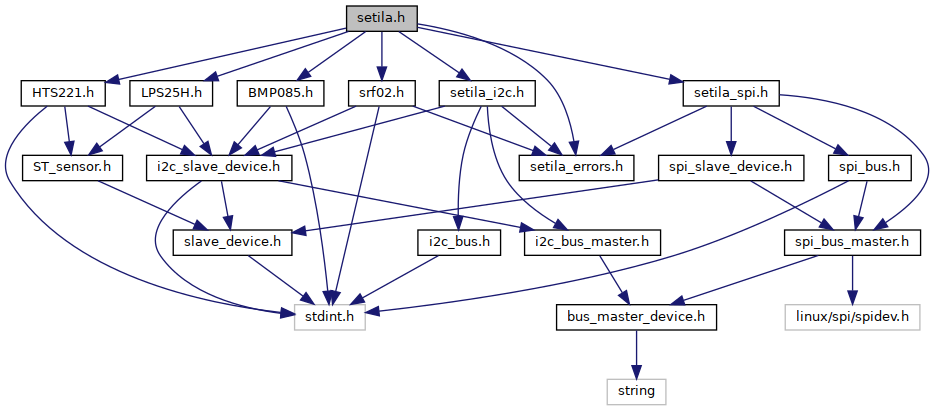 setila.h
HTS221.h
LPS25H.h
BMP085.h
srf02.h
setila_i2c.h
setila_spi.h
ST_sensor.h
i2c_slave_device.h
setila_errors.h
spi_slave_device.h
spi_bus.h
slave_device.h
i2c_bus.h
i2c_bus_master.h
spi_bus_master.h
stdint.h
bus_master_device.h
linux/spi/spidev.h
string